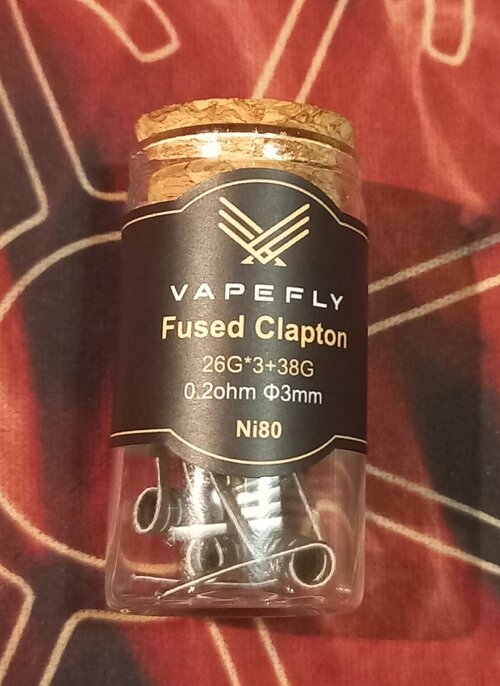 VAPEFLY
Fused Clapton
26G*3+38G
0.2ohm Φ3mm
Ni80